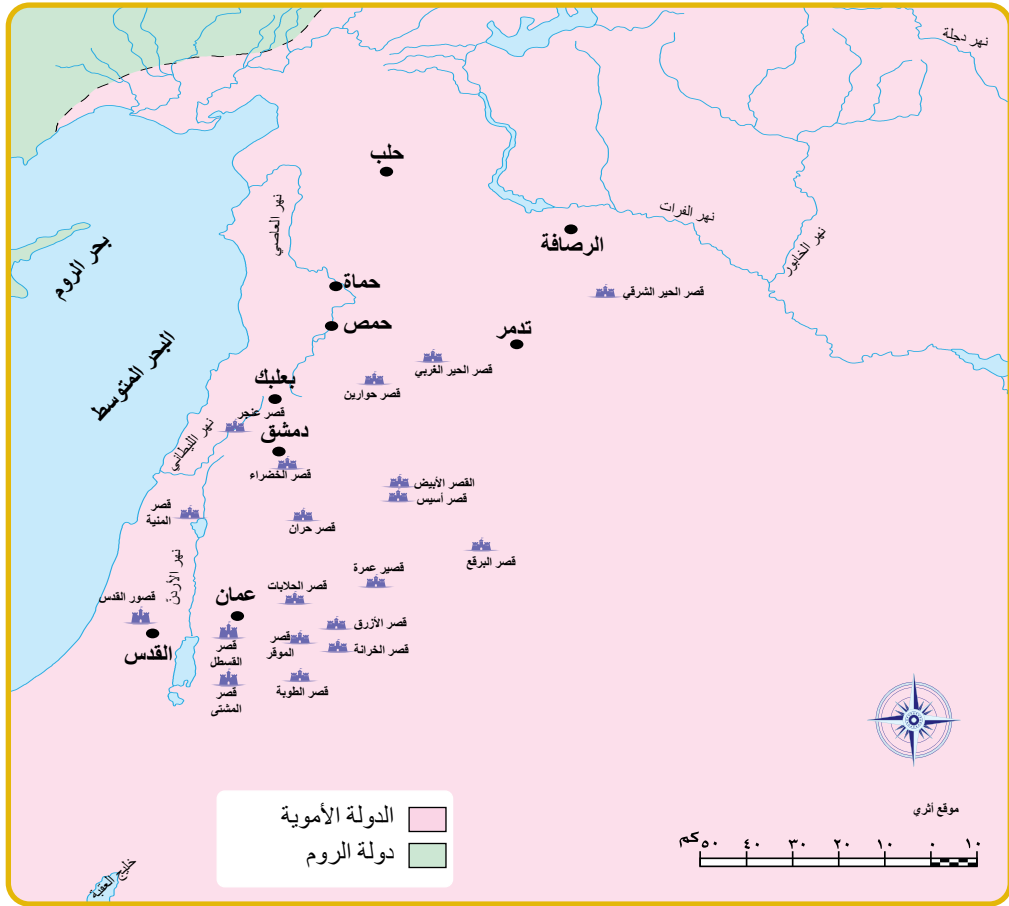 نهر دجلة
حلب
نهر العاصي
نهر الفرات
الرصافة
نهر الخابور
بحر الروم
حماة
قصر الحير الشرقي
حمص
تدمر
البحر المتوسط
قصر الحير الغربي
بعلبك
قصر حوارين
قصر عنجر
دمشق
نهر الليطاني
قصر الخضراء
القصر الأبيض
قصر أسيس
قصر
المنية
قصر حران
قصر البرقع
نهر الأردنّ
قصير عمرة
قصر الحلابات
قصور القدس
عمان
قصر الأزرق
القدس
قصر
القسطل
قصر
الموقر
قصر الخرانة
قصر
المشتى
قصر الطوبة
الدولة الأموية
دولة الروم
موقع أثري
كم ٥٠ ٤٠ ٣٠ ٢٠ ١٠ ٠ ١٠
خليج العقبة